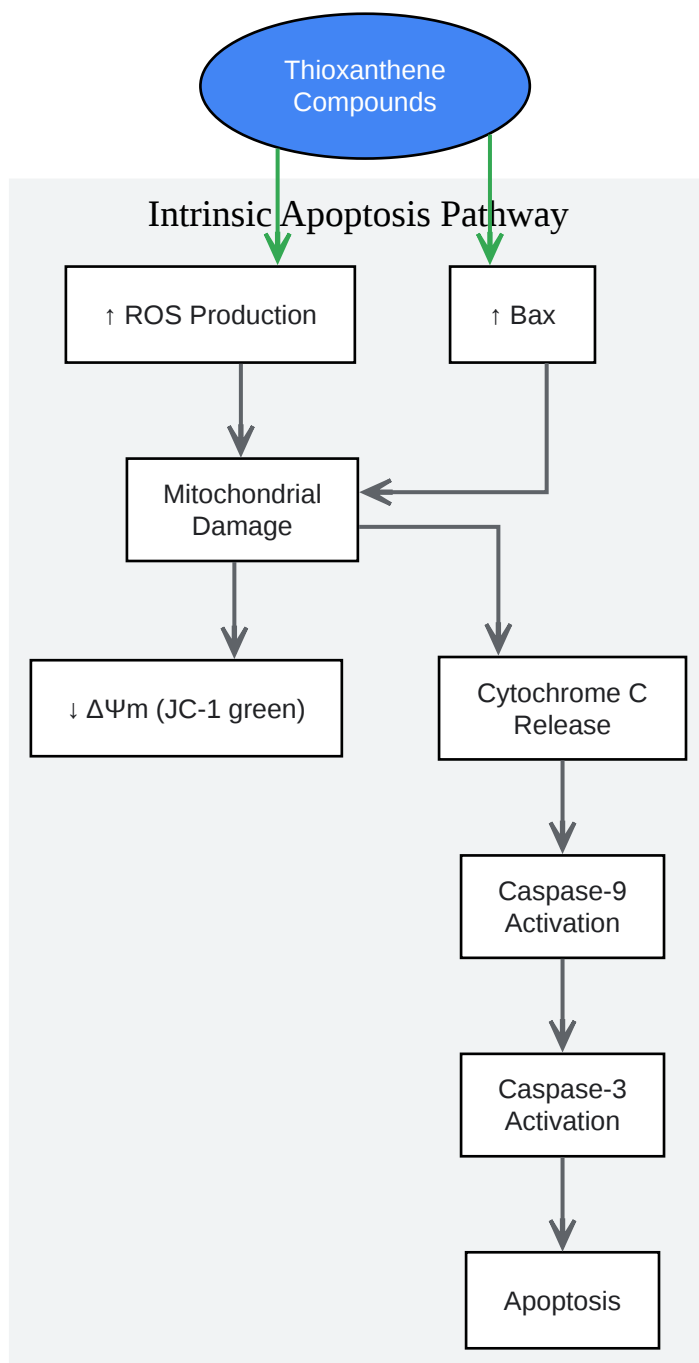 Thioxanthene
Compounds
Intrinsic Apoptosis Pathway
↑ ROS Production
↑ Bax
Mitochondrial
Damage
↓ ΔΨm (JC-1 green)
Cytochrome C
Release
Caspase-9
Activation
Caspase-3
Activation
Apoptosis